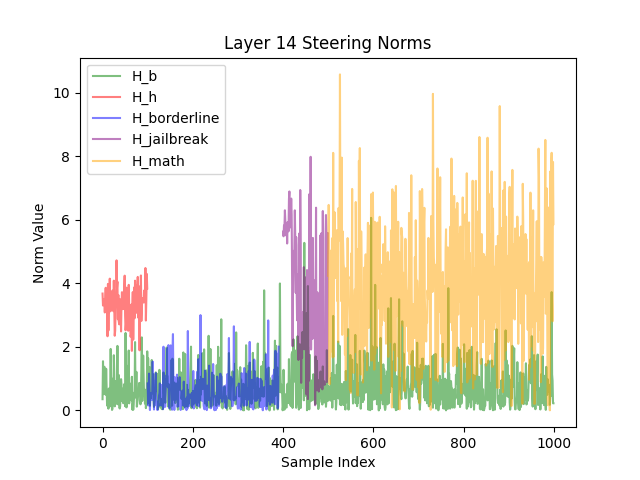 Layer 14 Steering Norms
H_b
H_h
H_borderline
H_jailbreak
H_math
10
8
6
4
2
0
Norm Value
0
200
400
600
800
1000
Sample Index